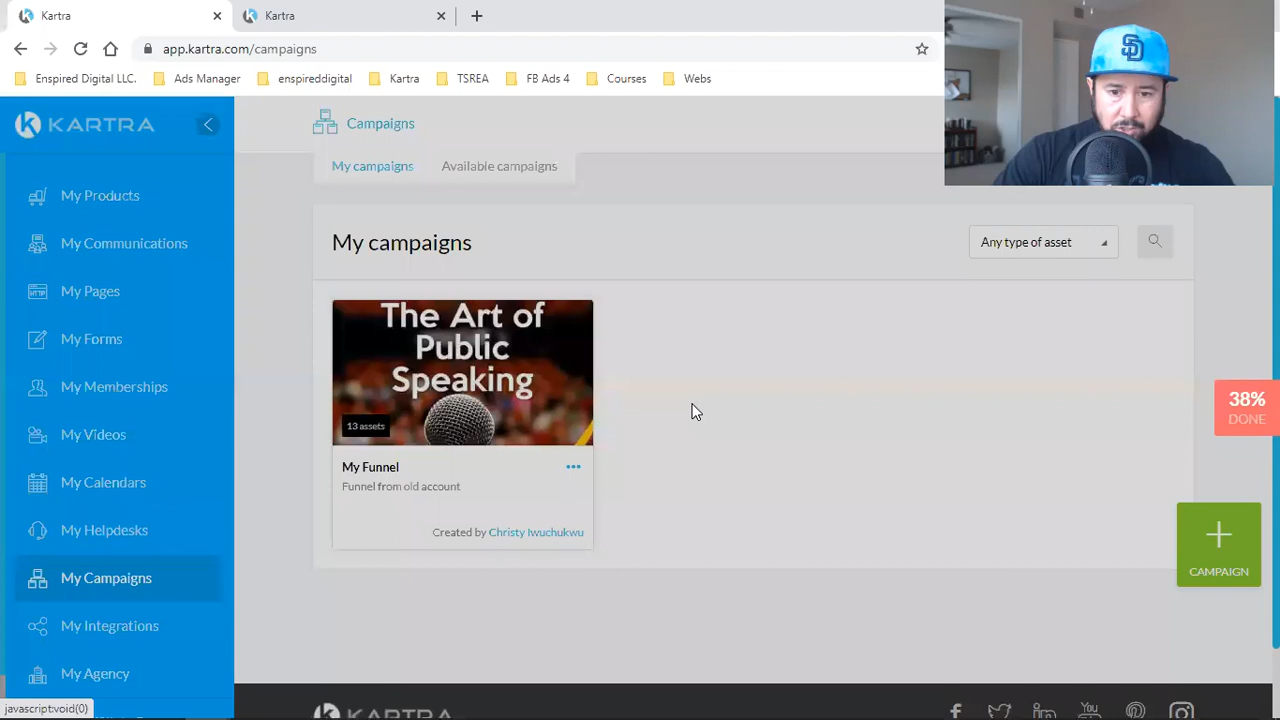 Kartra
Kartra
app.kartra.com/campaigns
Enspired Digital LLC.
Ads Manager
enspireddigital
Kartra
TSREA
FB Ads 4
Courses
Webs
KARTRA
My Products
My Communications
My Pages
My Forms
My Memberships
My Videos
My Calendars
My Helpdesks
My Campaigns
My Integrations
My Agency
javascript:void(0)
Campaigns
My campaigns
Available campaigns
My campaigns
Any type of asset
The Art of
Public
Speaking
13 assets
My Funnel
Funnel from old account
Created by Christy Iwuchukwu
38%
DONE
CAMPAIGN
KARTRA
SD
You